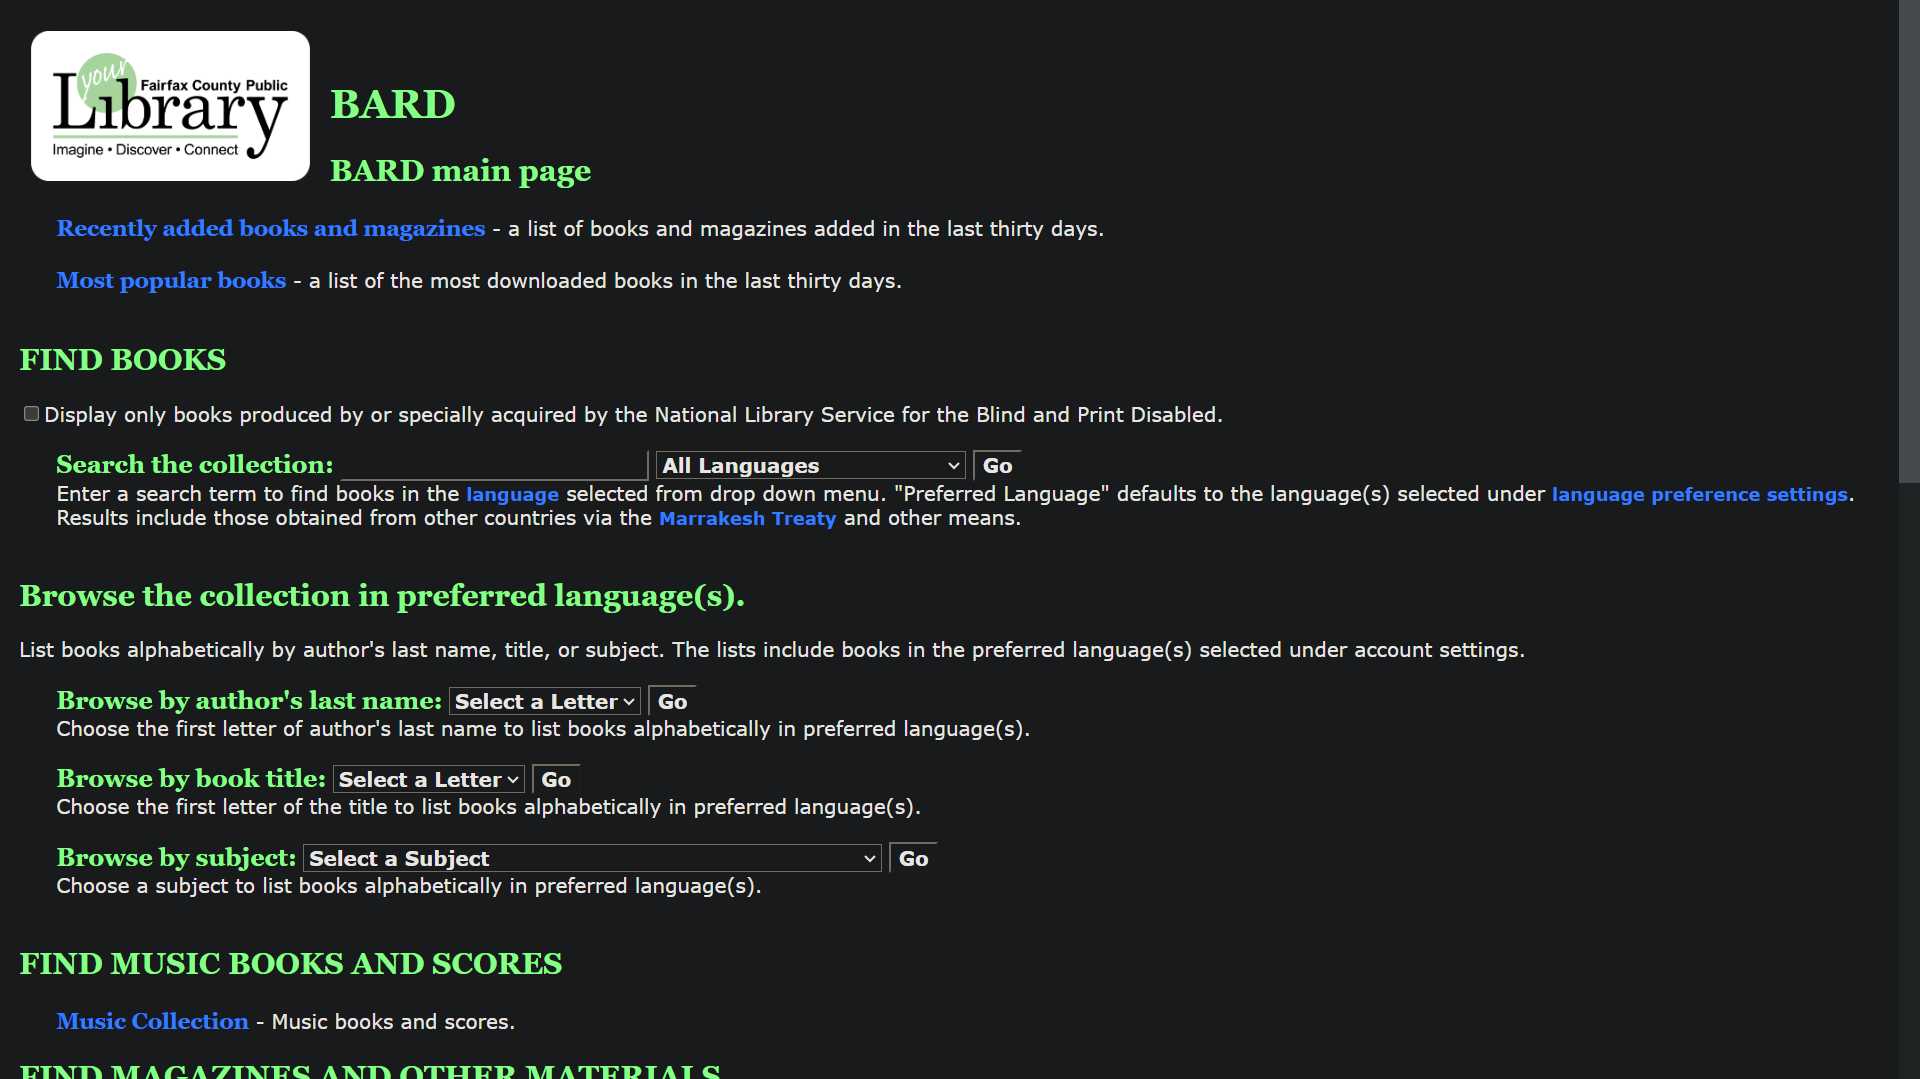 your
Fairfax County Public
Library
Imagine • Discover • Connect
BARD
BARD main page
Recently added books and magazines - a list of books and magazines added in the last thirty days.
Most popular books - a list of the most downloaded books in the last thirty days.
FIND BOOKS
Display only books produced by or specially acquired by the National Library Service for the Blind and Print Disabled.
Search the collection: All Languages Go
Enter a search term to find books in the language selected from drop down menu. "Preferred Language" defaults to the language(s) selected under language preference settings.
Results include those obtained from other countries via the Marrakesh Treaty and other means.
Browse the collection in preferred language(s).
List books alphabetically by author's last name, title, or subject. The lists include books in the preferred language(s) selected under account settings.
Browse by author's last name: Select a Letter Go
Choose the first letter of author's last name to list books alphabetically in preferred language(s).
Browse by book title: Select a Letter Go
Choose the first letter of the title to list books alphabetically in preferred language(s).
Browse by subject: Select a Subject Go
Choose a subject to list books alphabetically in preferred language(s).
FIND MUSIC BOOKS AND SCORES
Music Collection - Music books and scores.
FIND MAGAZINES AND OTHER MATERIALS